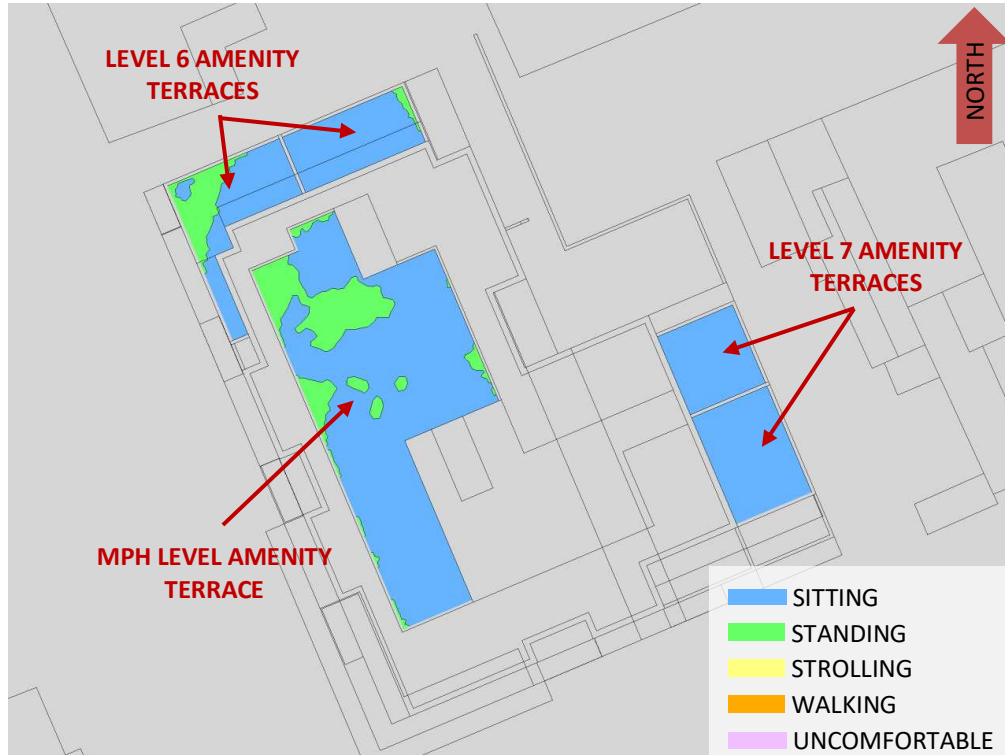 LEVEL 6 AMENITY
TERRACES
NORTH
LEVEL 7 AMENITY
TERRACES
MPH LEVEL AMENITY
TERRACE
SITTING
STANDING
STROLLING
WALKING
UNCOMFORTABLE